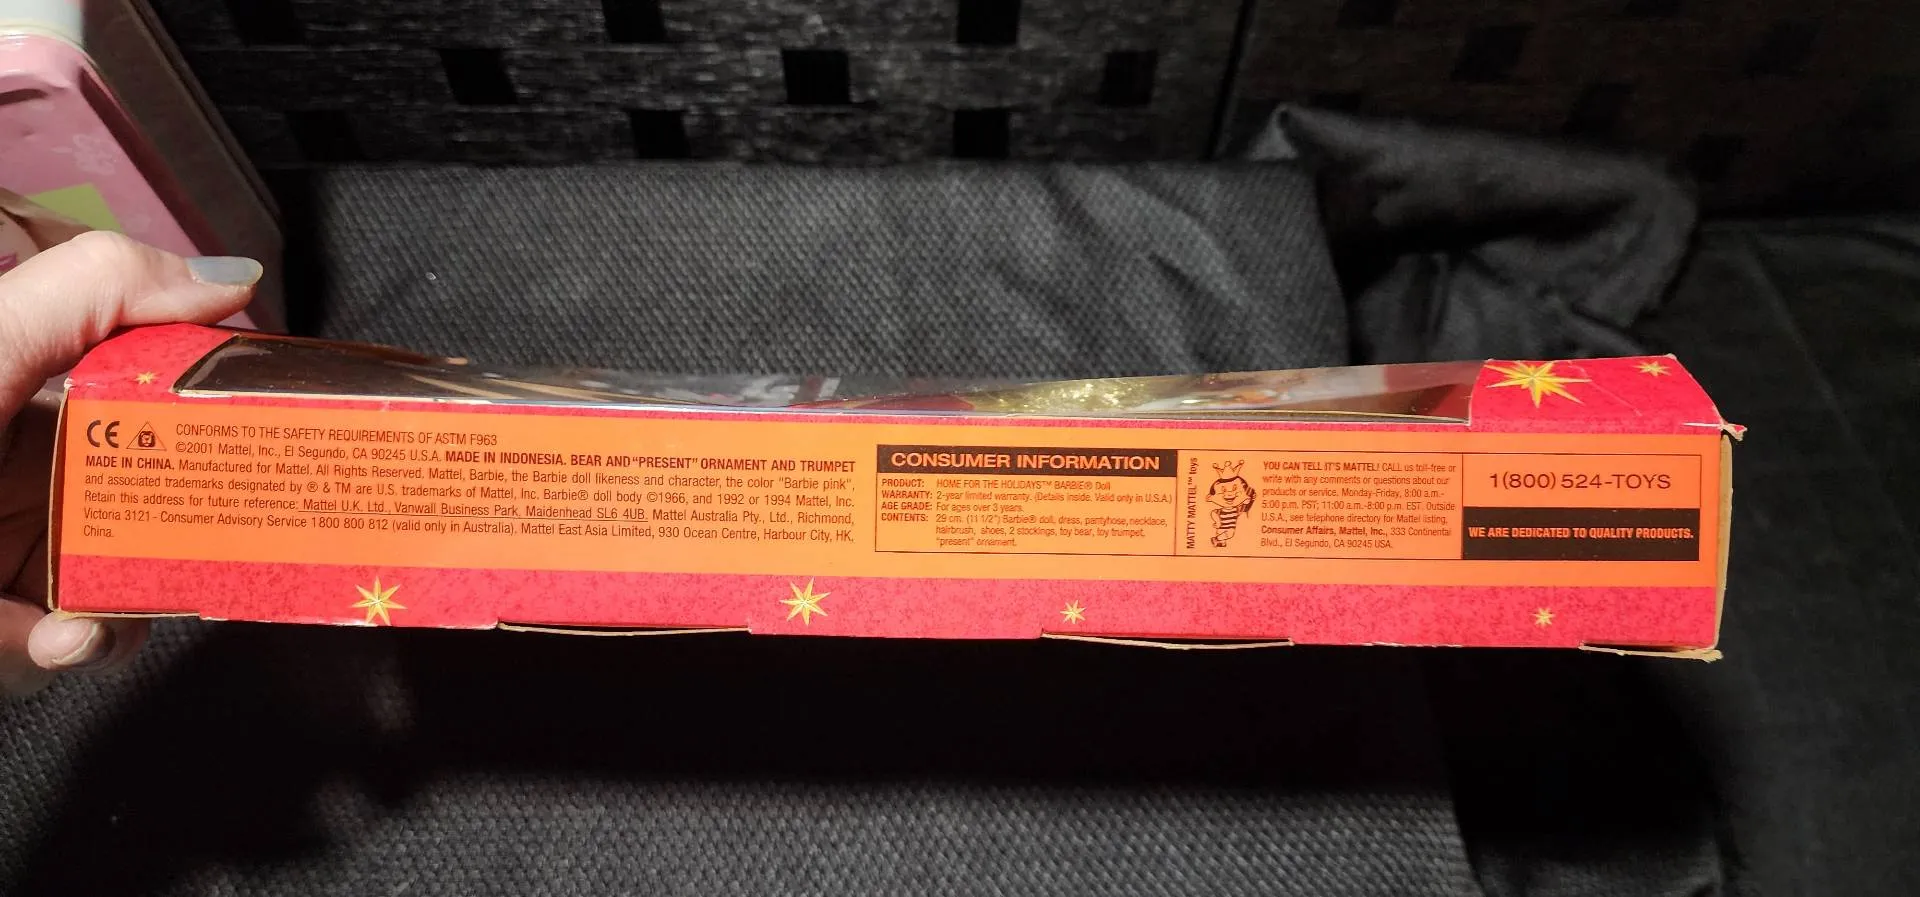 CE
CONFORMS TO THE SAFETY REQUIREMENTS OF ASTM F963
©2001 Mattel, Inc., El Segundo, CA 90245 U.S.A. MADE IN INDONESIA. BEAR AND "PRESENT" ORNAMENT AND TRUMPET
MADE IN CHINA. Manufactured for Mattel. All Rights Reserved. Mattel, Barbie, the Barbie doll likeness and character, the color "Barbie pink",
and associated trademarks designated by ® & TM are U.S. trademarks of Mattel, Inc. Barbie® doll body ©1966, and 1992 or 1994 Mattel, Inc.
Retain this address for future reference: Mattel U.K. Ltd., Vanwall Business Park, Maidenhead SL6 4UB. Mattel Australia Pty., Ltd., Richmond,
Victoria 3121 - Consumer Advisory Service 1 800 800 812 (valid only in Australia). Mattel East Asia Limited, 930 Ocean Centre, Harbour City, HK,
China.
CONSUMER INFORMATION
PRODUCT: HOME FOR THE HOLIDAYS™ BARBIE® Doll
WARRANTY: 2-year limited warranty. (Details inside. Valid only in U.S.A.)
AGE GRADE: For ages over 3 years.
CONTENTS: 29 cm. (11 1/2") Barbie® doll, dress, pantyhose, necklace,
hairbrush, shoes, 2 stockings, toy bear, toy trumpet,
"present" ornament.
MATTY MATTEL™ toys
YOU CAN TELL IT'S MATTEL! CALL us toll-free or
write with any comments or questions about our
products or service. Monday-Friday, 8:00 a.m.-
5:00 p.m. PST; 11:00 a.m.-8:00 p.m. EST. Outside
U.S.A., see telephone directory for Mattel listing.
Consumer Affairs, Mattel, Inc., 333 Continental
Blvd., El Segundo, CA 90245 USA.
1(800) 524-TOYS
WE ARE DEDICATED TO QUALITY PRODUCTS.